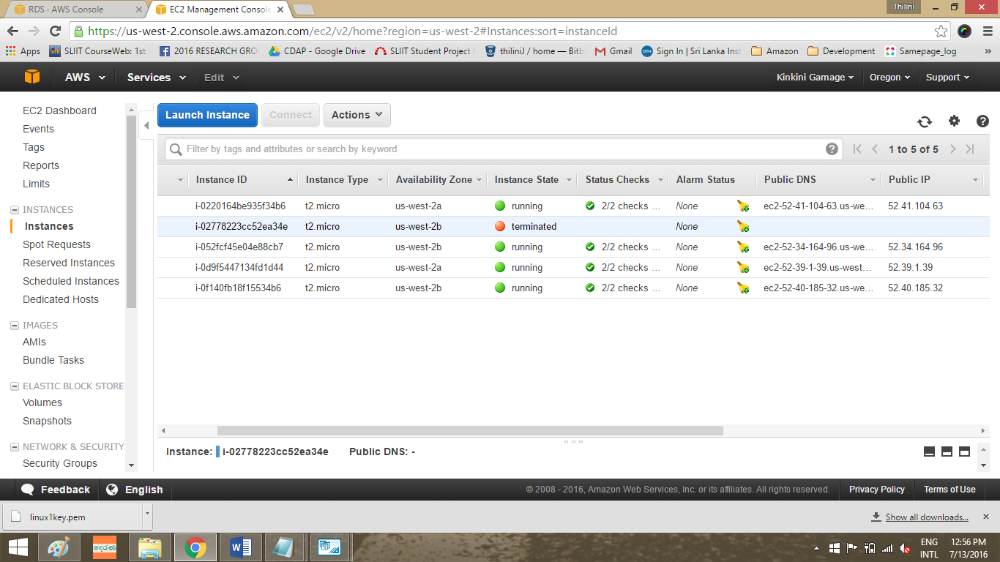 RDS - AWS Console
EC2 Management Console
Thilini
https://us-west-2.console.aws.amazon.com/ec2/v2/home?region=us-west-2#Instances:sort=instanceId
Apps
SLIIT CourseWeb: 1st
2016 RESEARCH GRO
CDAP - Google Drive
SLIIT Student Project
thiliniJ / home — Bitb
Gmail
Sign In | Sri Lanka Inst
Amazon
Development
Samepage_log
»
AWS Services Edit
Kinkini Gamage Oregon Support
EC2 Dashboard
Events
Tags
Reports
Limits
INSTANCES
Instances
Spot Requests
Reserved Instances
Scheduled Instances
Dedicated Hosts
IMAGES
AMIs
Bundle Tasks
ELASTIC BLOCK STORE
Volumes
Snapshots
NETWORK & SECURITY
Security Groups
Launch Instance Connect Actions
Filter by tags and attributes or search by keyword
1 to 5 of 5
Instance ID Instance Type Availability Zone Instance State Status Checks Alarm Status Public DNS Public IP
i-0220164be935f34b6 t2.micro us-west-2a running 2/2 checks ... None ec2-52-41-104-63.us-we... 52.41.104.63
i-02778223cc52ea34e t2.micro us-west-2b terminated None
i-052fcf45e04e88cb7 t2.micro us-west-2b running 2/2 checks ... None ec2-52-34-164-96.us-we... 52.34.164.96
i-0d9f5447134fd1d44 t2.micro us-west-2a running 2/2 checks ... None ec2-52-39-1-39.us-west... 52.39.1.39
i-0f140fb18f15534b6 t2.micro us-west-2b running 2/2 checks ... None ec2-52-40-185-32.us-we... 52.40.185.32
Instance: i-02778223cc52ea34e Public DNS: -
Feedback English
© 2008 - 2016, Amazon Web Services, Inc. or its affiliates. All rights reserved. Privacy Policy Terms of Use
linux1key.pem
Show all downloads...
දෙරණ
ENG
INTL
12:56 PM
7/13/2016